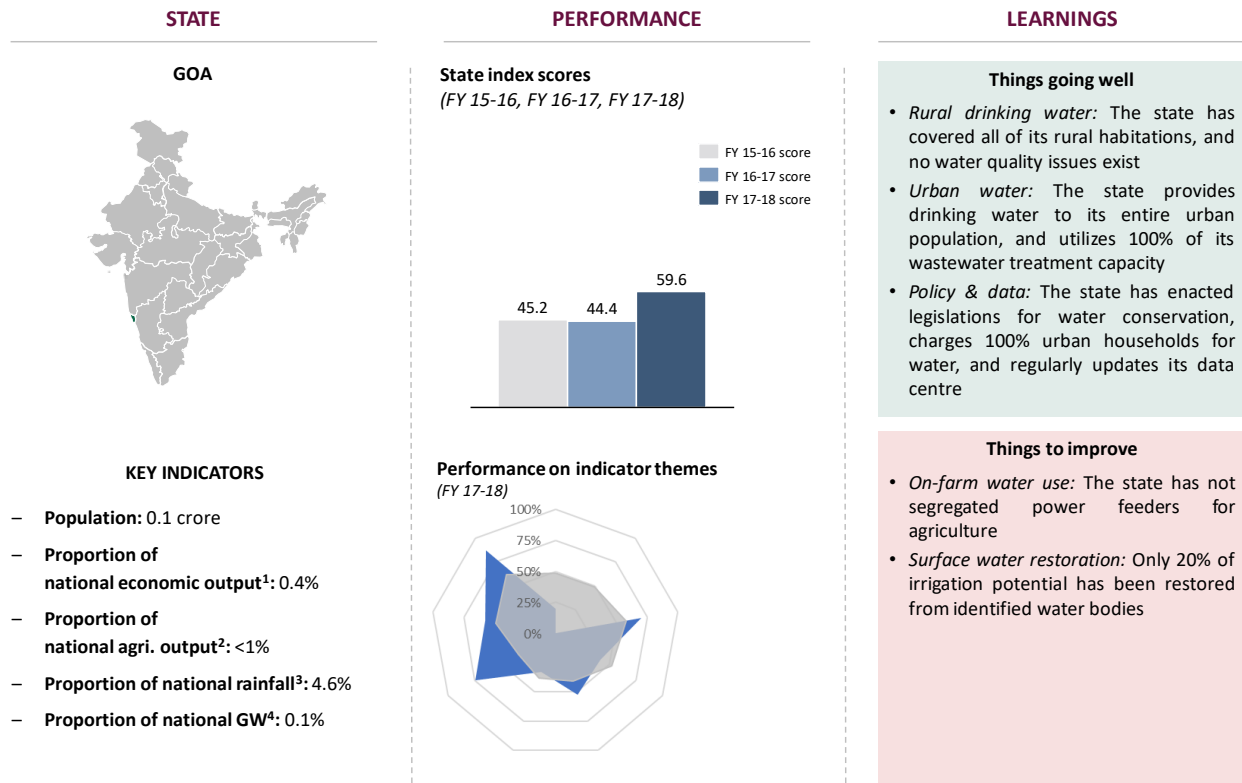 STATE
GOA
KEY INDICATORS
– Population: 0.1 crore
– Proportion of
national economic output¹: 0.4%
– Proportion of
national agri. output²: <1%
– Proportion of national rainfall³: 4.6%
– Proportion of national GW⁴: 0.1%
PERFORMANCE
State index scores
(FY 15-16, FY 16-17, FY 17-18)
FY 15-16 score
FY 16-17 score
FY 17-18 score
45.2
44.4
59.6
Performance on indicator themes
(FY 17-18)
100%
75%
50%
25%
0%
LEARNINGS
Things going well
• Rural drinking water: The state has
covered all of its rural habitations, and
no water quality issues exist
• Urban water: The state provides
drinking water to its entire urban
population, and utilizes 100% of its
wastewater treatment capacity
• Policy & data: The state has enacted
legislations for water conservation,
charges 100% urban households for
water, and regularly updates its data
centre
Things to improve
• On-farm water use: The state has not
segregated power feeders for
agriculture
• Surface water restoration: Only 20% of
irrigation potential has been restored
from identified water bodies